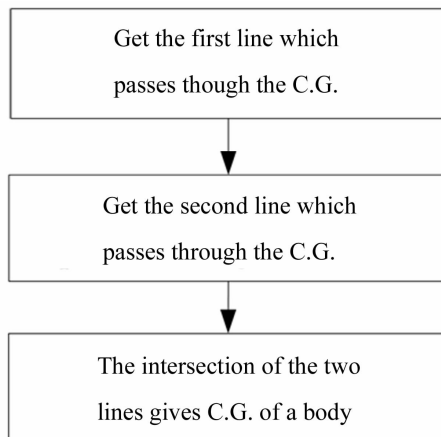 Get the first line which
passes though the C.G.
Get the second line which
passes through the C.G.
The intersection of the two
lines gives C.G. of a body